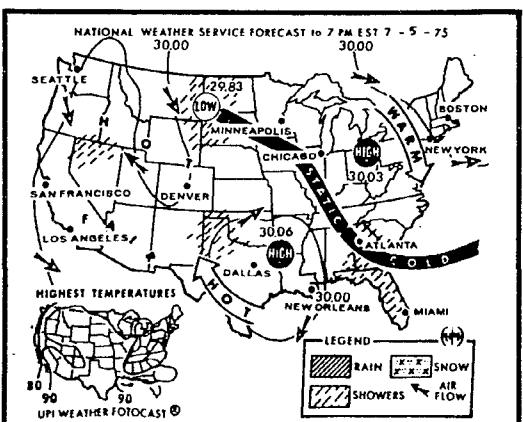 NATIONAL WEATHER SERVICE FORECAST to 7 PM EST 7 - 5 - 75
30.00
30.00
SEATTLE
29.83
LOW
BOSTON
MINNEAPOLIS
WARM
H
O
T
CHICAGO
HIGH
NEW YORK
30.03
SAN FRANCISCO
DENVER
STATIC
30.06
FAIR
LOS ANGELES
ATLANTA
HIGH
COLD
DALLAS
HOT
HIGHEST TEMPERATURES
30.00
NEW ORLEANS
MIAMI
LEGEND
RAIN
SNOW
SHOWERS
AIR FLOW
80
90
90
UPI WEATHER FOTOCAST ®